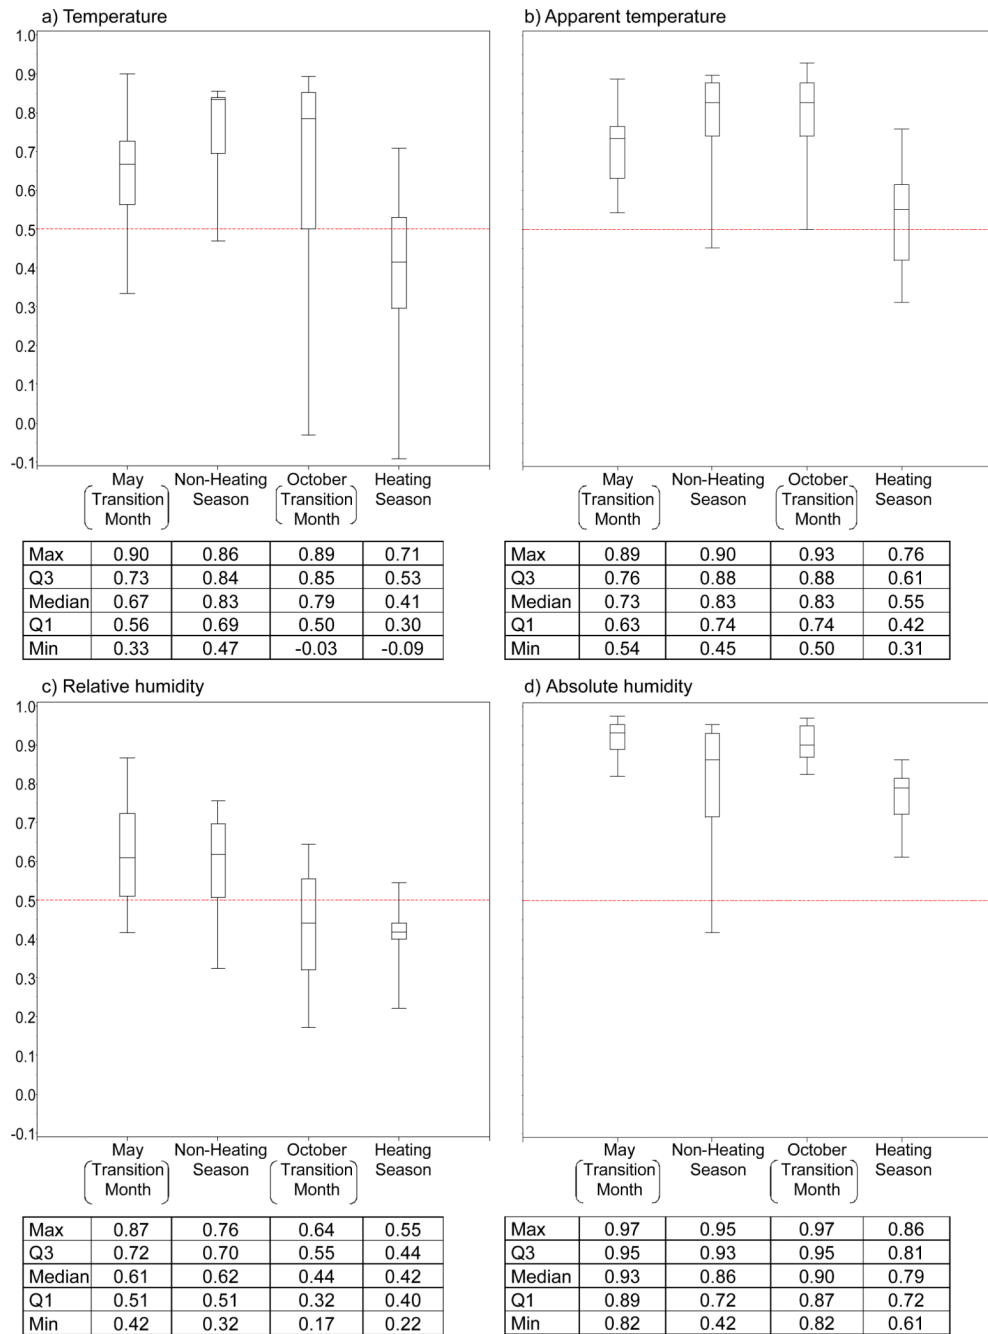 a) Temperature
1.0
0.9
0.8
0.7
0.6
0.5
0.4
0.3
0.2
0.1
0.0
-0.1
May Non-Heating October Heating
Transition Season Transition Season
Month Month
Max 0.90 0.86 0.89 0.71
Q3 0.73 0.84 0.85 0.53
Median 0.67 0.83 0.79 0.41
Q1 0.56 0.69 0.50 0.30
Min 0.33 0.47 -0.03 -0.09
b) Apparent temperature
May Non-Heating October Heating
Transition Season Transition Season
Month Month
Max 0.89 0.90 0.93 0.76
Q3 0.76 0.88 0.88 0.61
Median 0.73 0.83 0.83 0.55
Q1 0.63 0.74 0.74 0.42
Min 0.54 0.45 0.50 0.31
c) Relative humidity
1.0
0.9
0.8
0.7
0.6
0.5
0.4
0.3
0.2
0.1
0.0
-0.1
May Non-Heating October Heating
Transition Season Transition Season
Month Month
Max 0.87 0.76 0.64 0.55
Q3 0.72 0.70 0.55 0.44
Median 0.61 0.62 0.44 0.42
Q1 0.51 0.51 0.32 0.40
Min 0.42 0.32 0.17 0.22
d) Absolute humidity
May Non-Heating October Heating
Transition Season Transition Season
Month Month
Max 0.97 0.95 0.97 0.86
Q3 0.95 0.93 0.95 0.81
Median 0.93 0.86 0.90 0.79
Q1 0.89 0.72 0.87 0.72
Min 0.82 0.42 0.82 0.61